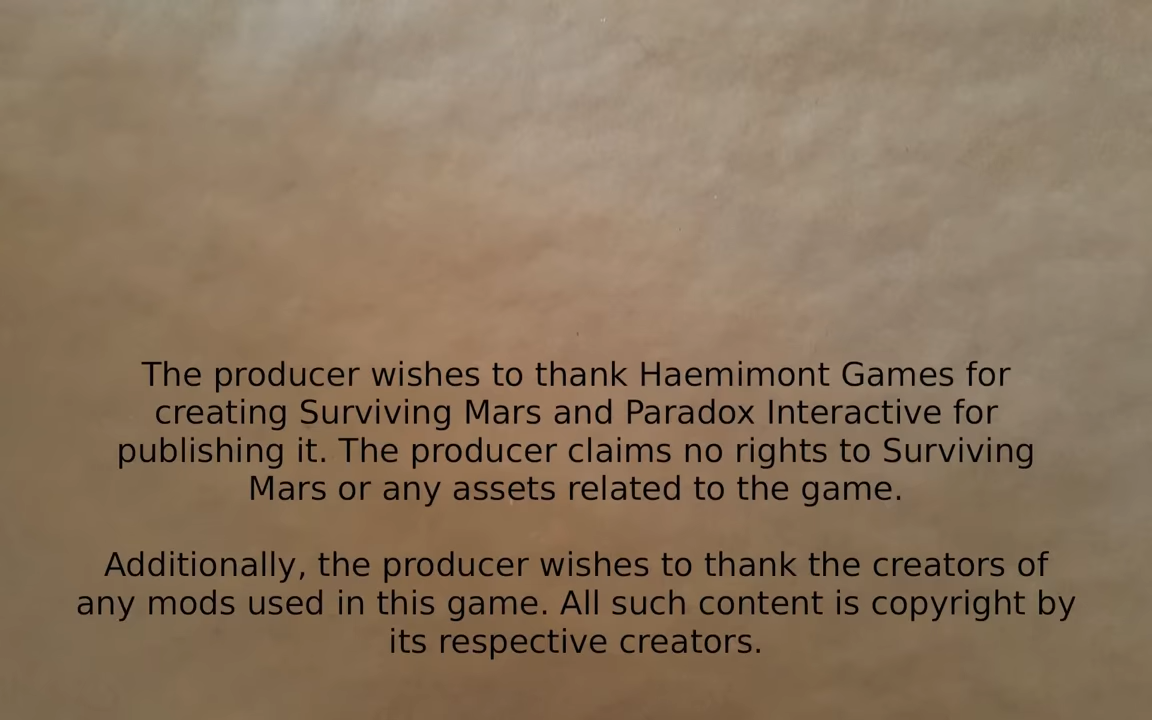 The producer wishes to thank Haemimont Games for
creating Surviving Mars and Paradox Interactive for
publishing it. The producer claims no rights to Surviving
Mars or any assets related to the game.
Additionally, the producer wishes to thank the creators of
any mods used in this game. All such content is copyright by
its respective creators.